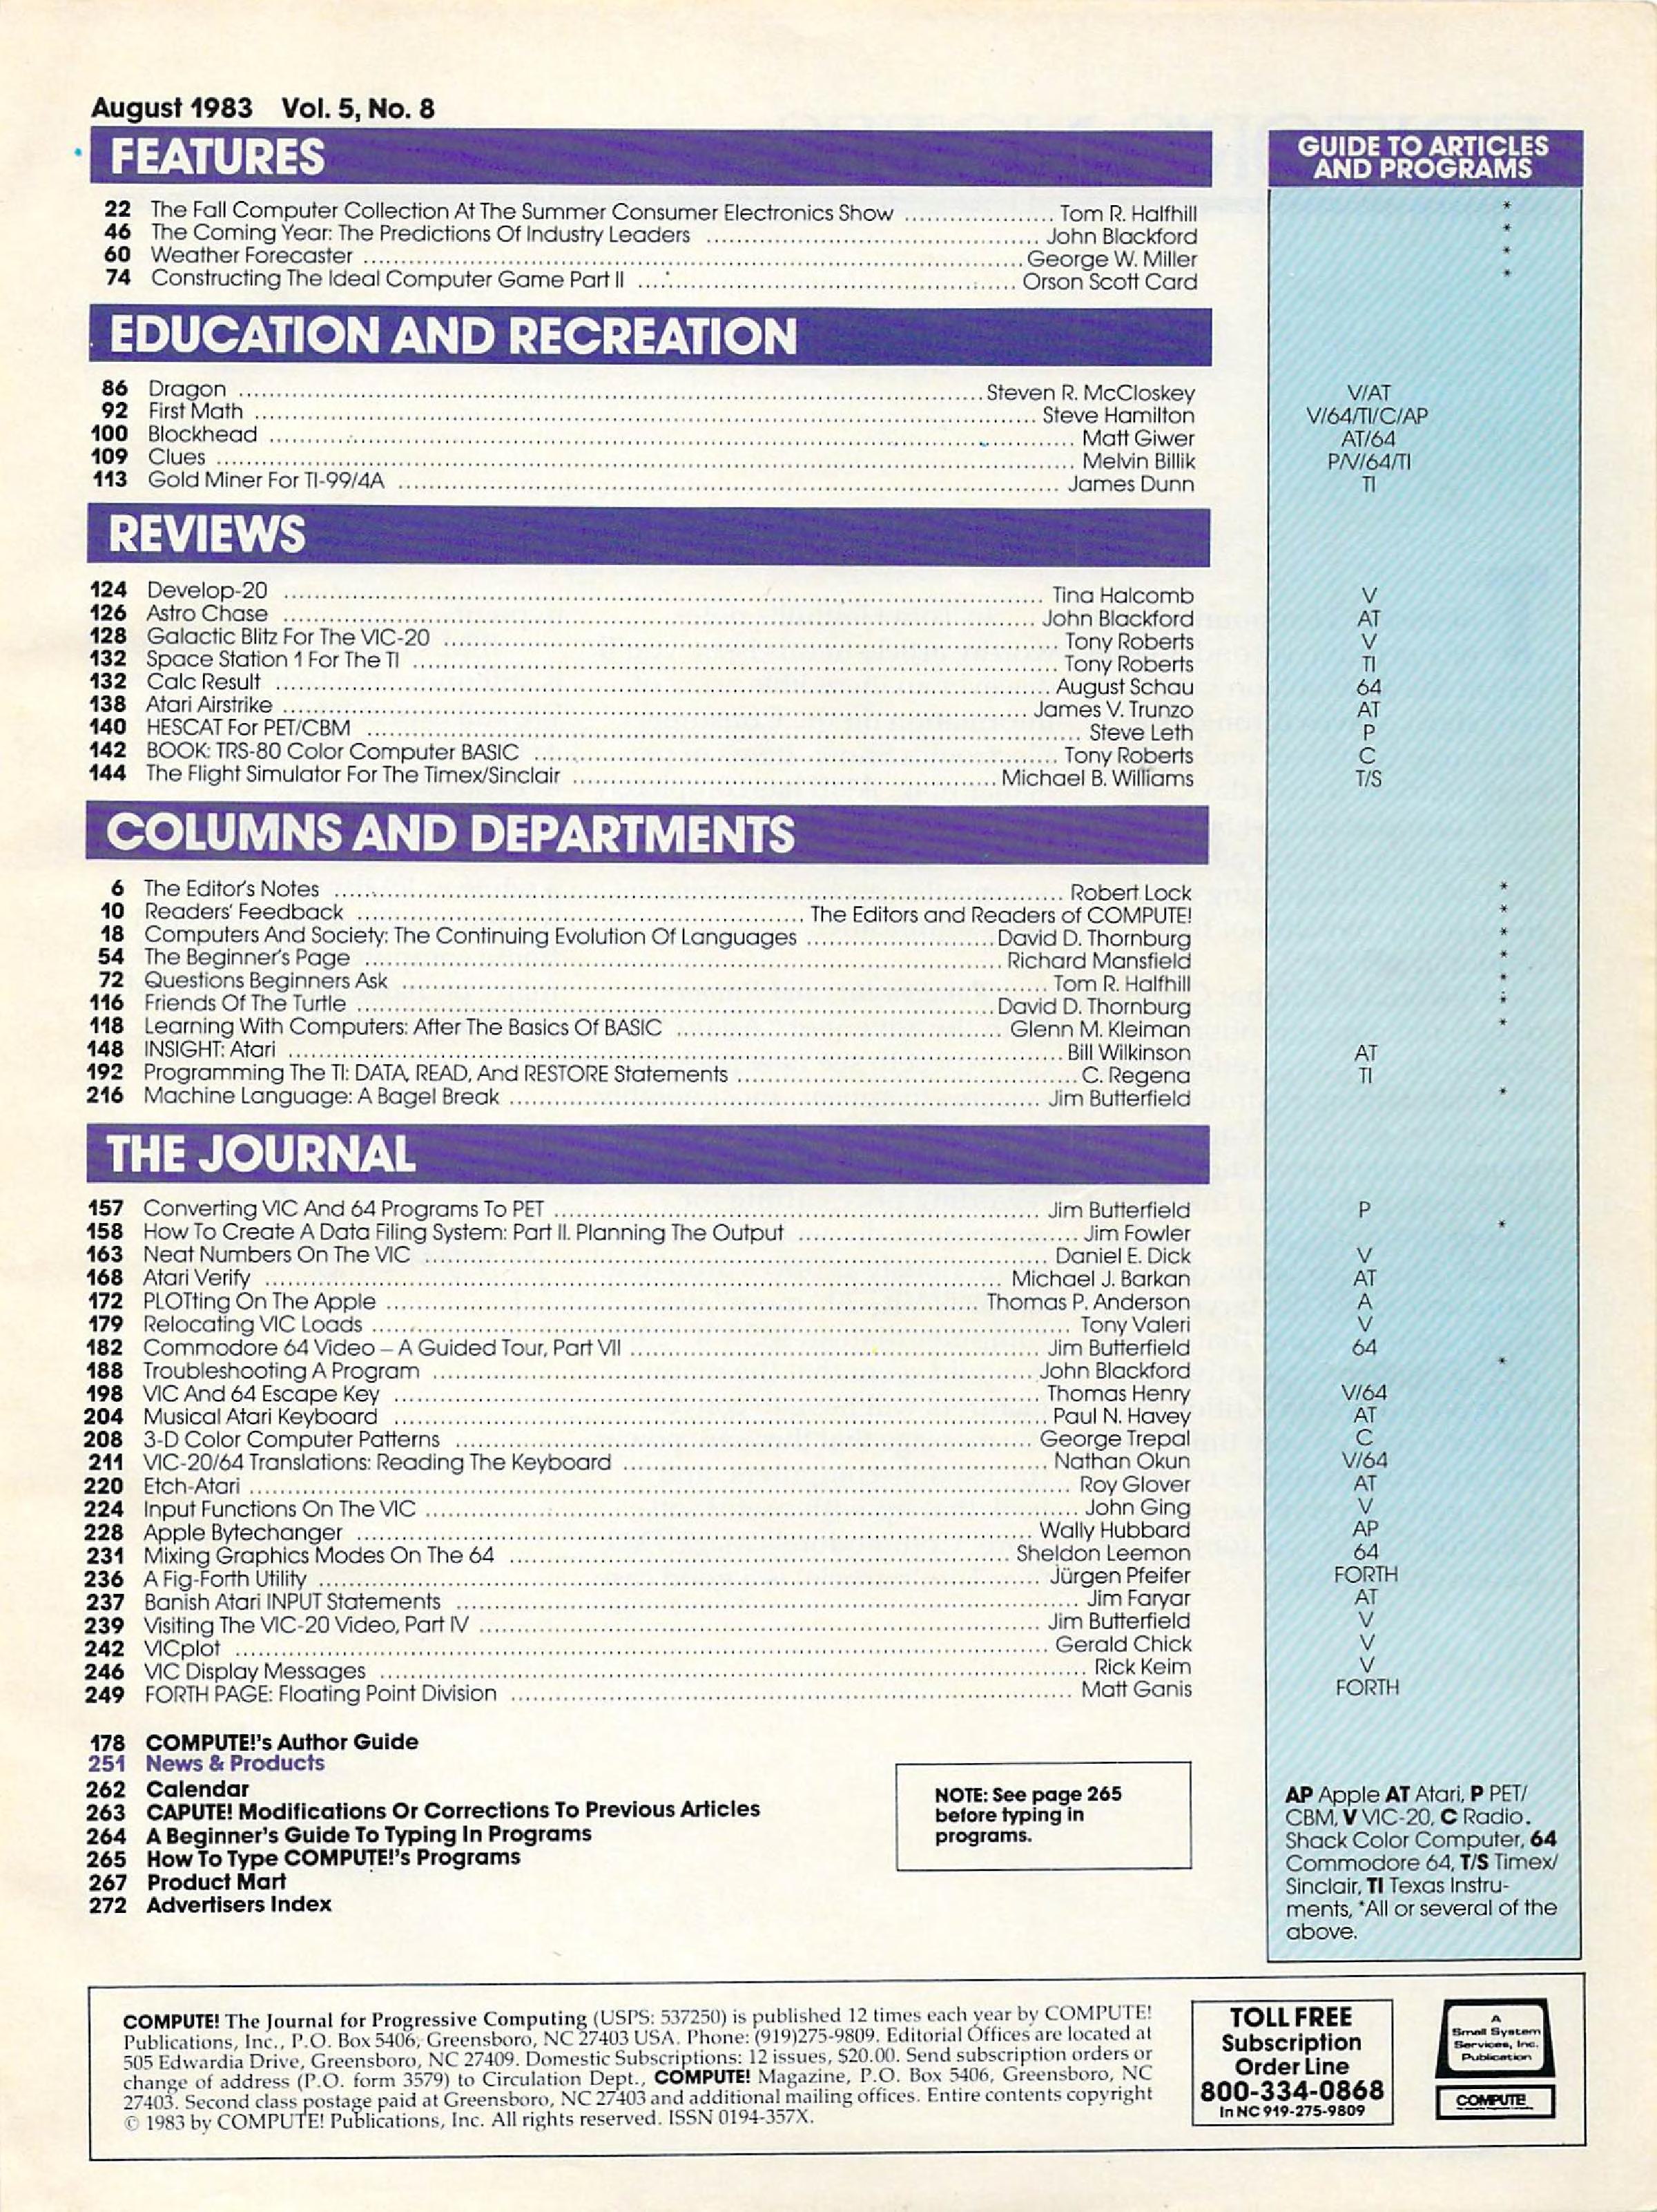 August 1983 Vol. 5, No. 8
FEATURES
GUIDE TO ARTICLES
AND PROGRAMS
22 The Fall Computer Collection At The Summer Consumer Electronics Show ... Tom R. Halfhill *
46 The Coming Year: The Predictions Of Industry Leaders ... John Blackford *
60 Weather Forecaster ... George W. Miller *
74 Constructing The Ideal Computer Game Part II ... Orson Scott Card *
EDUCATION AND RECREATION
86 Dragon ... Steven R. McCloskey V/AT
92 First Math ... Steve Hamilton V/64/TI/C/AP
100 Blockhead ... Matt Giwer AT/64
109 Clues ... Melvin Billik P/V/64/TI
113 Gold Miner For TI-99/4A ... James Dunn TI
REVIEWS
124 Develop-20 ... Tina Halcomb V
126 Astro Chase ... John Blackford AT
128 Galactic Blitz For The VIC-20 ... Tony Roberts V
132 Space Station 1 For The TI ... Tony Roberts TI
132 Calc Result ... August Schau 64
138 Atari Airstrike ... James V. Trunzo AT
140 HESCAT For PET/CBM ... Steve Leth P
142 BOOK: TRS-80 Color Computer BASIC ... Tony Roberts C
144 The Flight Simulator For The Timex/Sinclair ... Michael B. Williams T/S
COLUMNS AND DEPARTMENTS
6 The Editor's Notes ... Robert Lock *
10 Readers' Feedback ... The Editors and Readers of COMPUTE! *
18 Computers And Society: The Continuing Evolution Of Languages ... David D. Thornburg *
54 The Beginner's Page ... Richard Mansfield *
72 Questions Beginners Ask ... Tom R. Halfhill *
116 Friends Of The Turtle ... David D. Thornburg *
118 Learning With Computers: After The Basics Of BASIC ... Glenn M. Kleiman *
148 INSIGHT: Atari ... Bill Wilkinson AT
192 Programming The TI: DATA, READ, And RESTORE Statements ... C. Regena TI
216 Machine Language: A Bagel Break ... Jim Butterfield *
THE JOURNAL
157 Converting VIC And 64 Programs To PET ... Jim Butterfield P
158 How To Create A Data Filing System: Part II. Planning The Output ... Jim Fowler *
163 Neat Numbers On The VIC ... Daniel E. Dick V
168 Atari Verify ... Michael J. Barkan AT
172 PLOTting On The Apple ... Thomas P. Anderson A
179 Relocating VIC Loads ... Tony Valeri V
182 Commodore 64 Video – A Guided Tour, Part VII ... Jim Butterfield 64
188 Troubleshooting A Program ... John Blackford *
198 VIC And 64 Escape Key ... Thomas Henry V/64
204 Musical Atari Keyboard ... Paul N. Havey AT
208 3-D Color Computer Patterns ... George Trepal C
211 VIC-20/64 Translations: Reading The Keyboard ... Nathan Okun V/64
220 Etch-Atari ... Roy Glover AT
224 Input Functions On The VIC ... John Ging V
228 Apple Bytechanger ... Wally Hubbard AP
231 Mixing Graphics Modes On The 64 ... Sheldon Leemon 64
236 A Fig-Forth Utility ... Jürgen Pfeifer FORTH
237 Banish Atari INPUT Statements ... Jim Faryar AT
239 Visiting The VIC-20 Video, Part IV ... Jim Butterfield V
242 VICplot ... Gerald Chick V
246 VIC Display Messages ... Rick Keim V
249 FORTH PAGE: Floating Point Division ... Matt Ganis FORTH
178 COMPUTE!'s Author Guide
251 News & Products
262 Calendar
263 CAPUTE! Modifications Or Corrections To Previous Articles
264 A Beginner's Guide To Typing In Programs
265 How To Type COMPUTE!'s Programs
267 Product Mart
272 Advertisers Index
NOTE: See page 265
before typing in
programs.
AP Apple AT Atari, P PET/
CBM, V VIC-20, C Radio
Shack Color Computer, 64
Commodore 64, T/S Timex/
Sinclair, TI Texas Instru-
ments, *All or several of the
above.
COMPUTE! The Journal for Progressive Computing (USPS: 537250) is published 12 times each year by COMPUTE!
Publications, Inc., P.O. Box 5406, Greensboro, NC 27403 USA. Phone: (919)275-9809. Editorial Offices are located at
505 Edwardia Drive, Greensboro, NC 27409. Domestic Subscriptions: 12 issues, $20.00. Send subscription orders or
change of address (P.O. form 3579) to Circulation Dept., COMPUTE! Magazine, P.O. Box 5406, Greensboro, NC
27403. Second class postage paid at Greensboro, NC 27403 and additional mailing offices. Entire contents copyright
© 1983 by COMPUTE! Publications, Inc. All rights reserved. ISSN 0194-357X.
TOLL FREE
Subscription
Order Line
800-334-0868
In NC 919-275-9809
A
Small System
Services, Inc.
Publication
COMPUTE